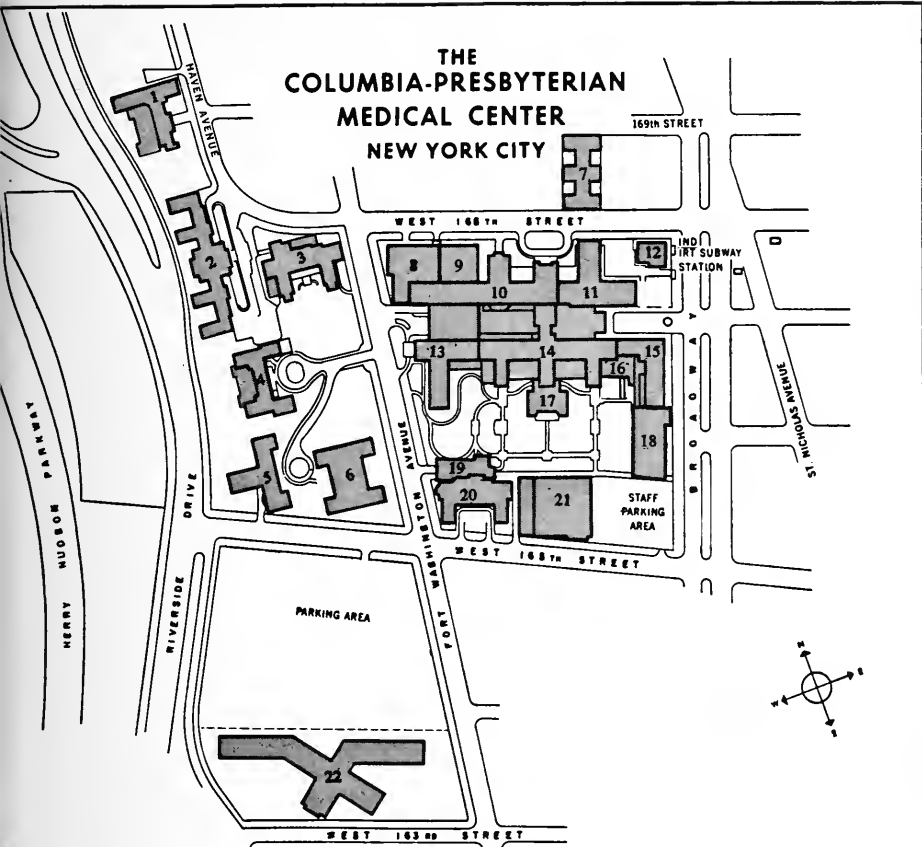 THE
COLUMBIA-PRESBYTERIAN
MEDICAL CENTER
NEW YORK CITY
HAVEN AVENUE
169th STREET
WEST 168TH STREET
IND
IRT SUBWAY
STATION
1
2
3
4
5
6
7
8
9
10
11
12
13
14
15
16
17
18
19
20
21
22
BROADWAY
ST. NICHOLAS AVENUE
HENRY HUDSON PARKWAY
RIVERSIDE DRIVE
FORT WASHINGTON AVENUE
STAFF
PARKING
AREA
WEST 165TH STREET
PARKING AREA
N
E
W
S
WEST 163RD STREET